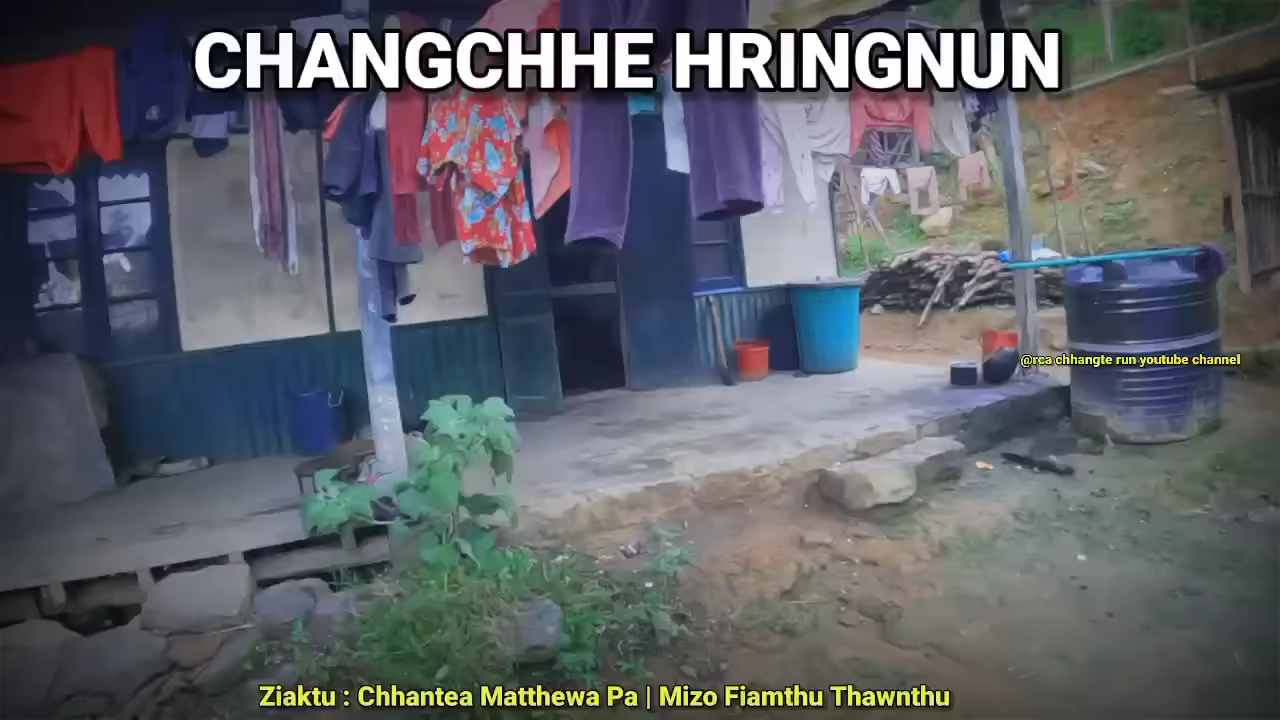 CHANGCHHE HRINGNUN
@rca chhangte run youtube channel
Ziaktu : Chhantea Matthewa Pa | Mizo Fiamthu Thawnthu